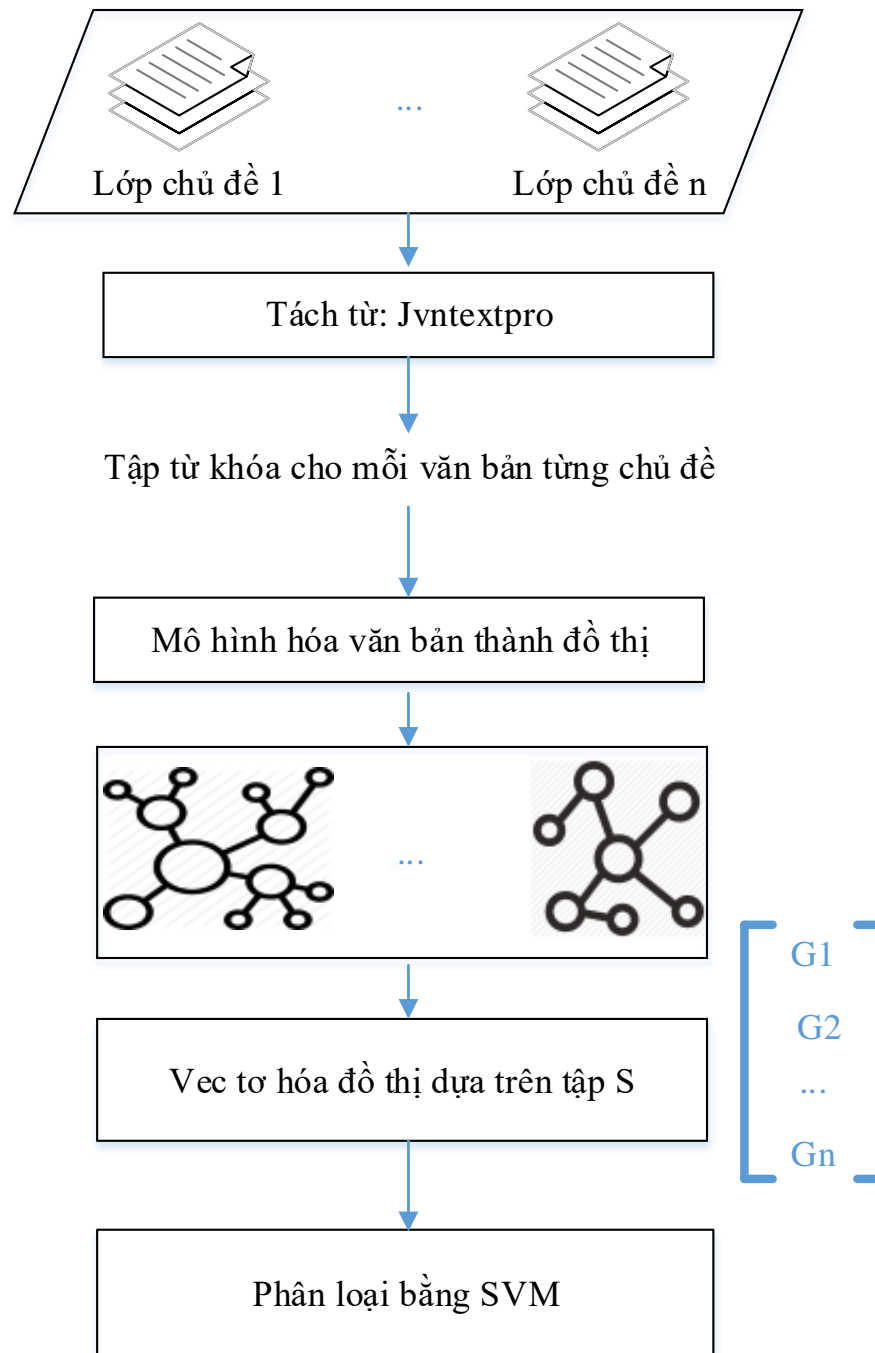 ...
Lớp chủ đề 1
Lớp chủ đề n
Tách từ: Jvntextpro
Tập từ khóa cho mỗi văn bản từng chủ đề
Mô hình hóa văn bản thành đồ thị
...
G1
G2
...
Gn
Vec tơ hóa đồ thị dựa trên tập S
Phân loại bằng SVM